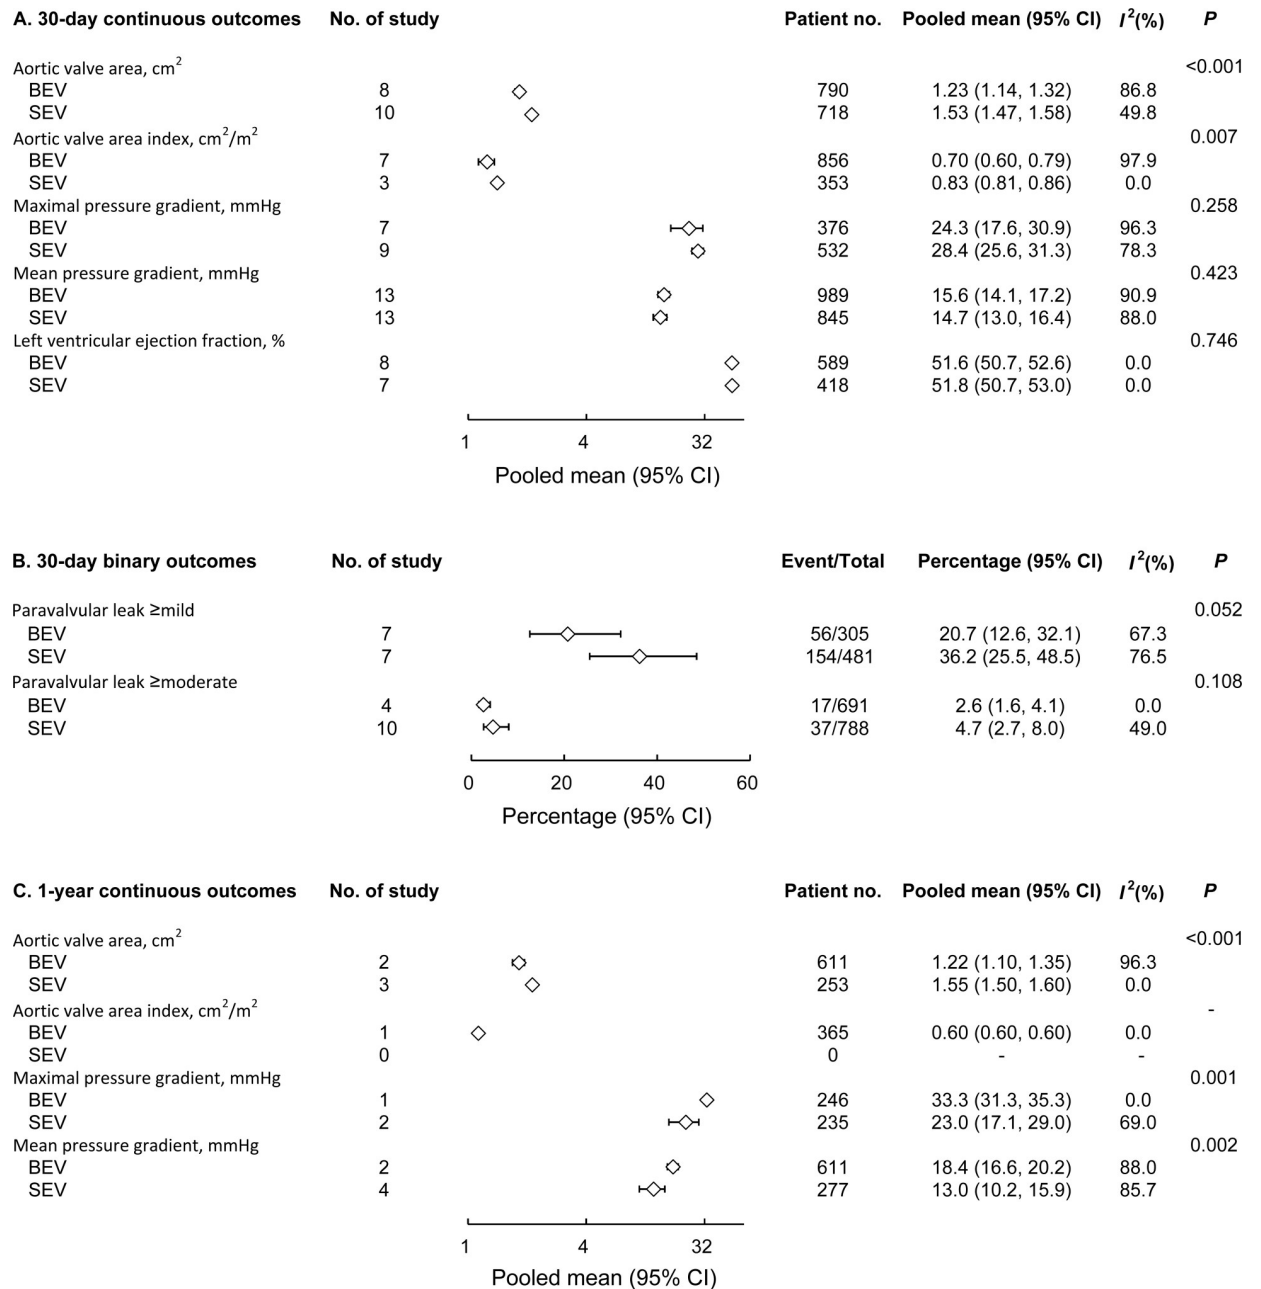 A. 30-day continuous outcomes No. of study Patient no. Pooled mean (95% CI) I²(%) P
Aortic valve area, cm² <0.001
BEV 8 790 1.23 (1.14, 1.32) 86.8
SEV 10 718 1.53 (1.47, 1.58) 49.8
Aortic valve area index, cm²/m² 0.007
BEV 7 856 0.70 (0.60, 0.79) 97.9
SEV 3 353 0.83 (0.81, 0.86) 0.0
Maximal pressure gradient, mmHg 0.258
BEV 7 376 24.3 (17.6, 30.9) 96.3
SEV 9 532 28.4 (25.6, 31.3) 78.3
Mean pressure gradient, mmHg 0.423
BEV 13 989 15.6 (14.1, 17.2) 90.9
SEV 13 845 14.7 (13.0, 16.4) 88.0
Left ventricular ejection fraction, % 0.746
BEV 8 589 51.6 (50.7, 52.6) 0.0
SEV 7 418 51.8 (50.7, 53.0) 0.0
1 4 32
Pooled mean (95% CI)
B. 30-day binary outcomes No. of study Event/Total Percentage (95% CI) I²(%) P
Paravalvular leak ≥mild 0.052
BEV 7 56/305 20.7 (12.6, 32.1) 67.3
SEV 7 154/481 36.2 (25.5, 48.5) 76.5
Paravalvular leak ≥moderate 0.108
BEV 4 17/691 2.6 (1.6, 4.1) 0.0
SEV 10 37/788 4.7 (2.7, 8.0) 49.0
0 20 40 60
Percentage (95% CI)
C. 1-year continuous outcomes No. of study Patient no. Pooled mean (95% CI) I²(%) P
Aortic valve area, cm² <0.001
BEV 2 611 1.22 (1.10, 1.35) 96.3
SEV 3 253 1.55 (1.50, 1.60) 0.0
Aortic valve area index, cm²/m² -
BEV 1 365 0.60 (0.60, 0.60) 0.0
SEV 0 0 - -
Maximal pressure gradient, mmHg 0.001
BEV 1 246 33.3 (31.3, 35.3) 0.0
SEV 2 235 23.0 (17.1, 29.0) 69.0
Mean pressure gradient, mmHg 0.002
BEV 2 611 18.4 (16.6, 20.2) 88.0
SEV 4 277 13.0 (10.2, 15.9) 85.7
1 4 32
Pooled mean (95% CI)